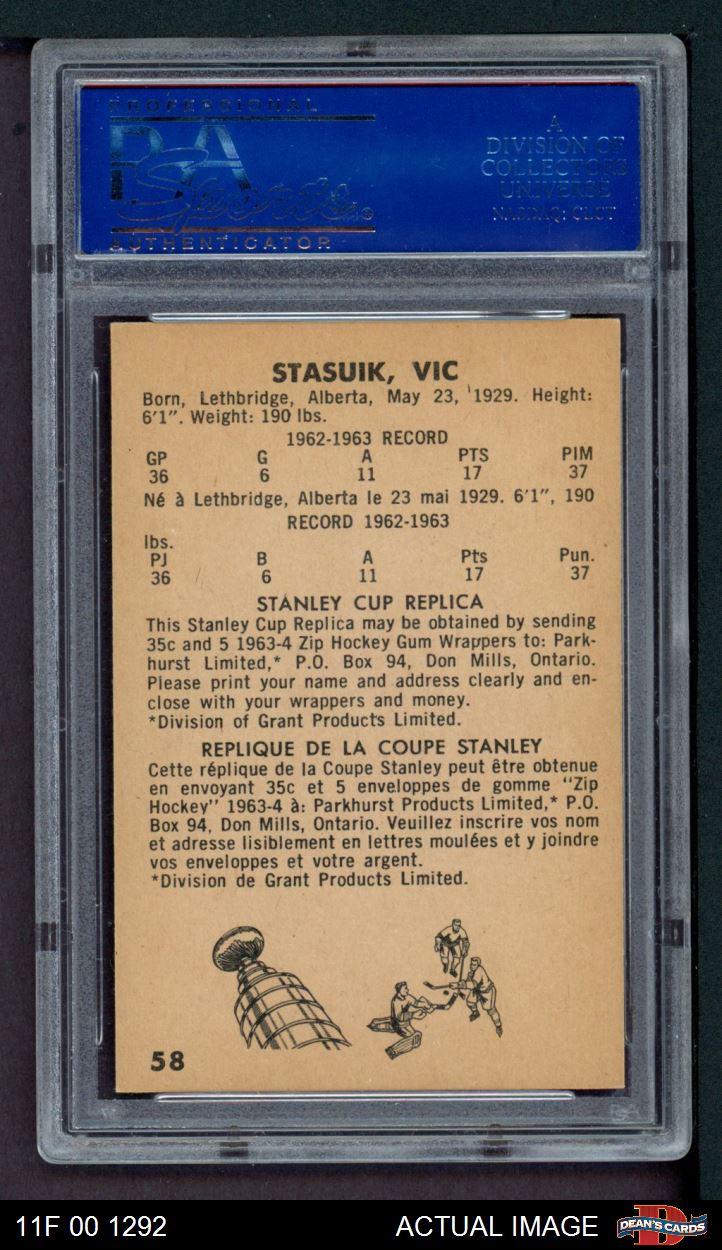 PROFESSIONAL
PSA
Sports®
AUTHENTICATOR
A
DIVISION OF
COLLECTORS
UNIVERSE
NASDAQ: CLCT
STASUIK, VIC
Born, Lethbridge, Alberta, May 23, 1929. Height:
6'1". Weight: 190 lbs.
1962-1963 RECORD
GP G A PTS PIM
36 6 11 17 37
Né à Lethbridge, Alberta le 23 mai 1929. 6'1", 190
RECORD 1962-1963
lbs.
PJ B A Pts Pun.
36 6 11 17 37
STANLEY CUP REPLICA
This Stanley Cup Replica may be obtained by sending
35c and 5 1963-4 Zip Hockey Gum Wrappers to: Park-
hurst Limited,* P.O. Box 94, Don Mills, Ontario.
Please print your name and address clearly and en-
close with your wrappers and money.
*Division of Grant Products Limited.
REPLIQUE DE LA COUPE STANLEY
Cette réplique de la Coupe Stanley peut être obtenue
en envoyant 35c et 5 enveloppes de gomme "Zip
Hockey" 1963-4 à: Parkhurst Products Limited,* P.O.
Box 94, Don Mills, Ontario. Veuillez inscrire vos nom
et adresse lisiblement en lettres moulées et y joindre
vos enveloppes et votre argent.
*Division de Grant Products Limited.
58
11F 00 1292
ACTUAL IMAGE
DEAN'S CARDS